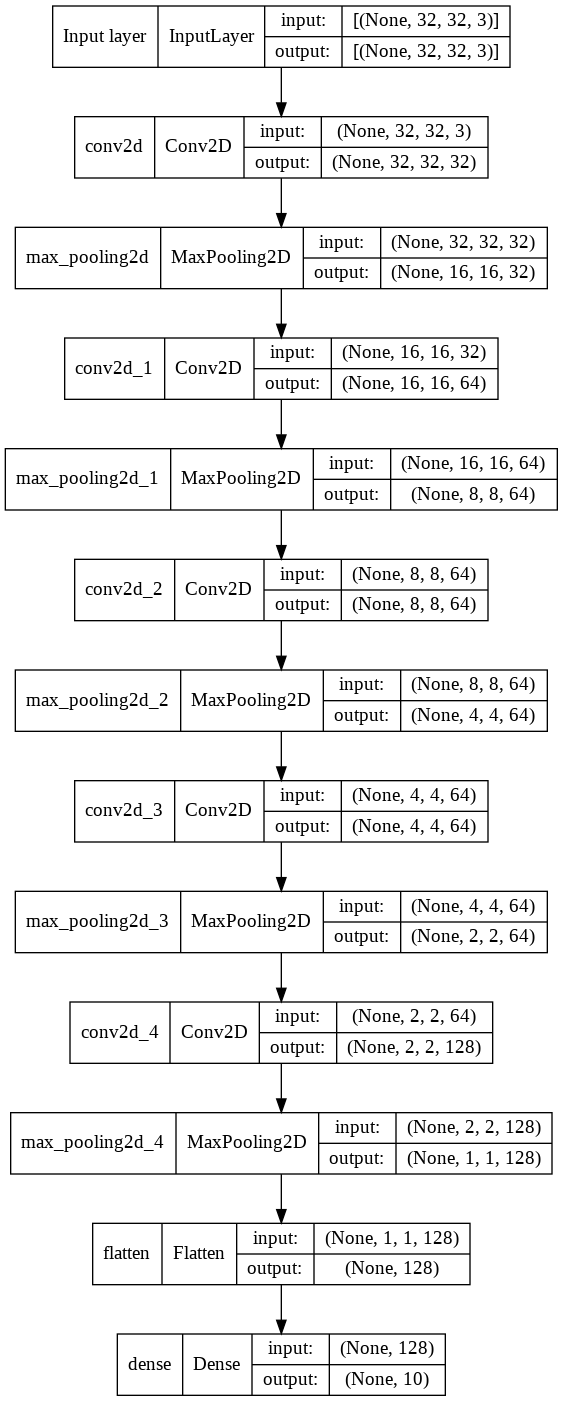 Input layer InputLayer input: [(None, 32, 32, 3)]
output: [(None, 32, 32, 3)]
conv2d Conv2D input: (None, 32, 32, 3)
output: (None, 32, 32, 32)
max_pooling2d MaxPooling2D input: (None, 32, 32, 32)
output: (None, 16, 16, 32)
conv2d_1 Conv2D input: (None, 16, 16, 32)
output: (None, 16, 16, 64)
max_pooling2d_1 MaxPooling2D input: (None, 16, 16, 64)
output: (None, 8, 8, 64)
conv2d_2 Conv2D input: (None, 8, 8, 64)
output: (None, 8, 8, 64)
max_pooling2d_2 MaxPooling2D input: (None, 8, 8, 64)
output: (None, 4, 4, 64)
conv2d_3 Conv2D input: (None, 4, 4, 64)
output: (None, 4, 4, 64)
max_pooling2d_3 MaxPooling2D input: (None, 4, 4, 64)
output: (None, 2, 2, 64)
conv2d_4 Conv2D input: (None, 2, 2, 64)
output: (None, 2, 2, 128)
max_pooling2d_4 MaxPooling2D input: (None, 2, 2, 128)
output: (None, 1, 1, 128)
flatten Flatten input: (None, 1, 1, 128)
output: (None, 128)
dense Dense input: (None, 128)
output: (None, 10)